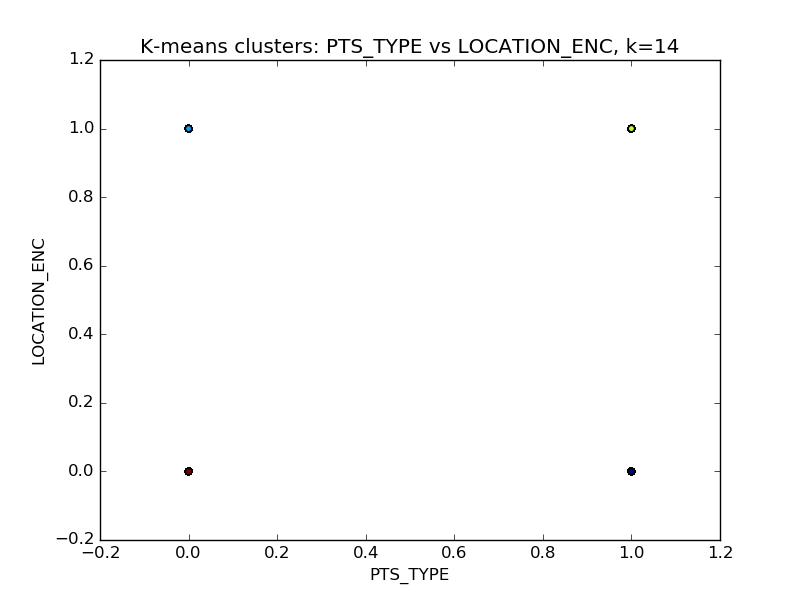 K-means clusters: PTS_TYPE vs LOCATION_ENC, k=14
1.2
1.0
0.8
0.6
0.4
0.2
0.0
−0.2
LOCATION_ENC
−0.2 0.0 0.2 0.4 0.6 0.8 1.0 1.2
PTS_TYPE